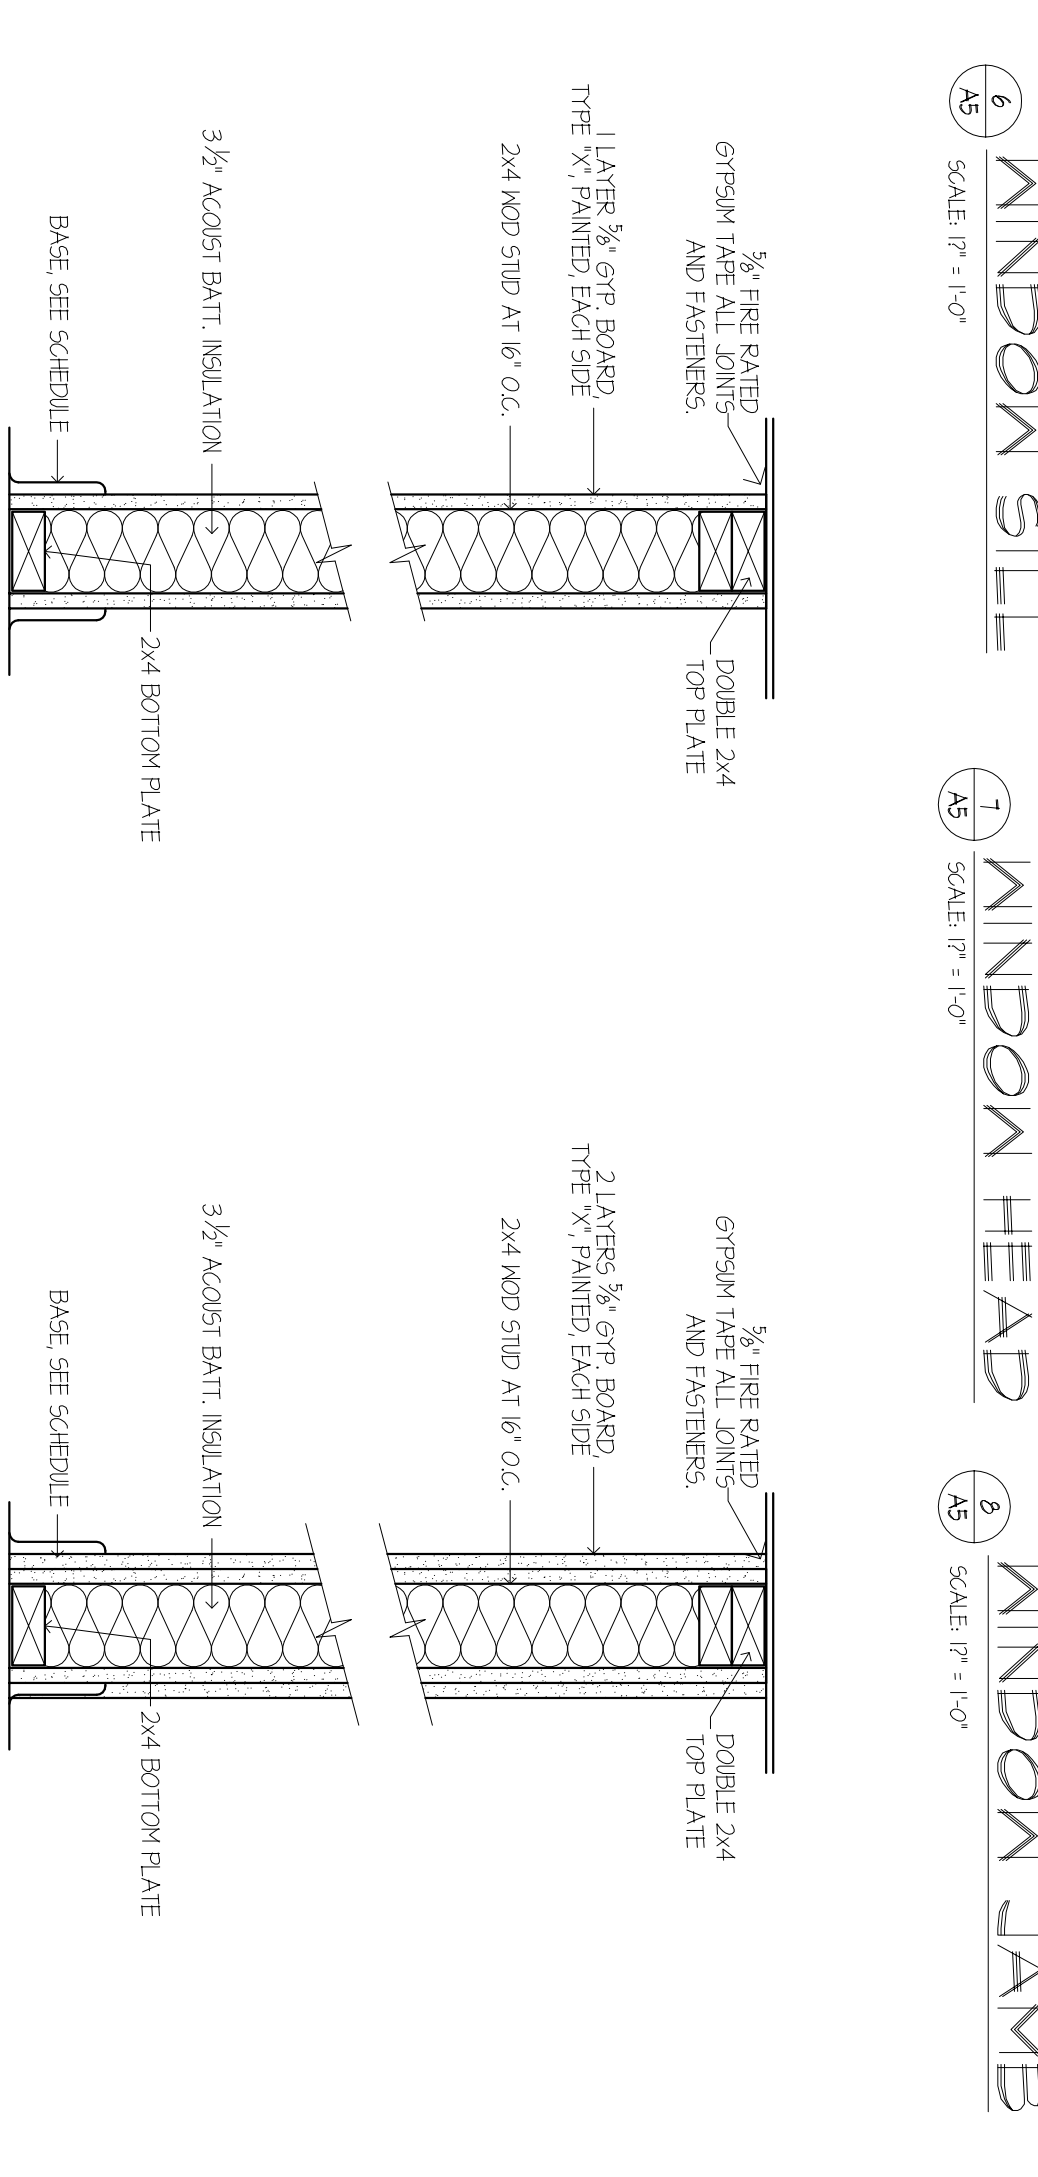 6
A5
WINDOW SILL
SCALE: 1?" = 1'-0"
7
A5
WINDOW HEAD
SCALE: 1?" = 1'-0"
8
A5
WINDOW JAMB
SCALE: 1?" = 1'-0"
5/8" FIRE RATED
GYPSUM TAPE ALL JOINTS
AND FASTENERS.
DOUBLE 2x4
TOP PLATE
1 LAYER 5/8" GYP. BOARD,
TYPE "X", PAINTED, EACH SIDE
2x4 WOD STUD AT 16" O.C.
3 1/2" ACOUST BATT. INSULATION
2x4 BOTTOM PLATE
BASE, SEE SCHEDULE
5/8" FIRE RATED
GYPSUM TAPE ALL JOINTS
AND FASTENERS.
DOUBLE 2x4
TOP PLATE
2 LAYERS 5/8" GYP. BOARD,
TYPE "X", PAINTED, EACH SIDE
2x4 WOD STUD AT 16" O.C.
3 1/2" ACOUST BATT. INSULATION
2x4 BOTTOM PLATE
BASE, SEE SCHEDULE